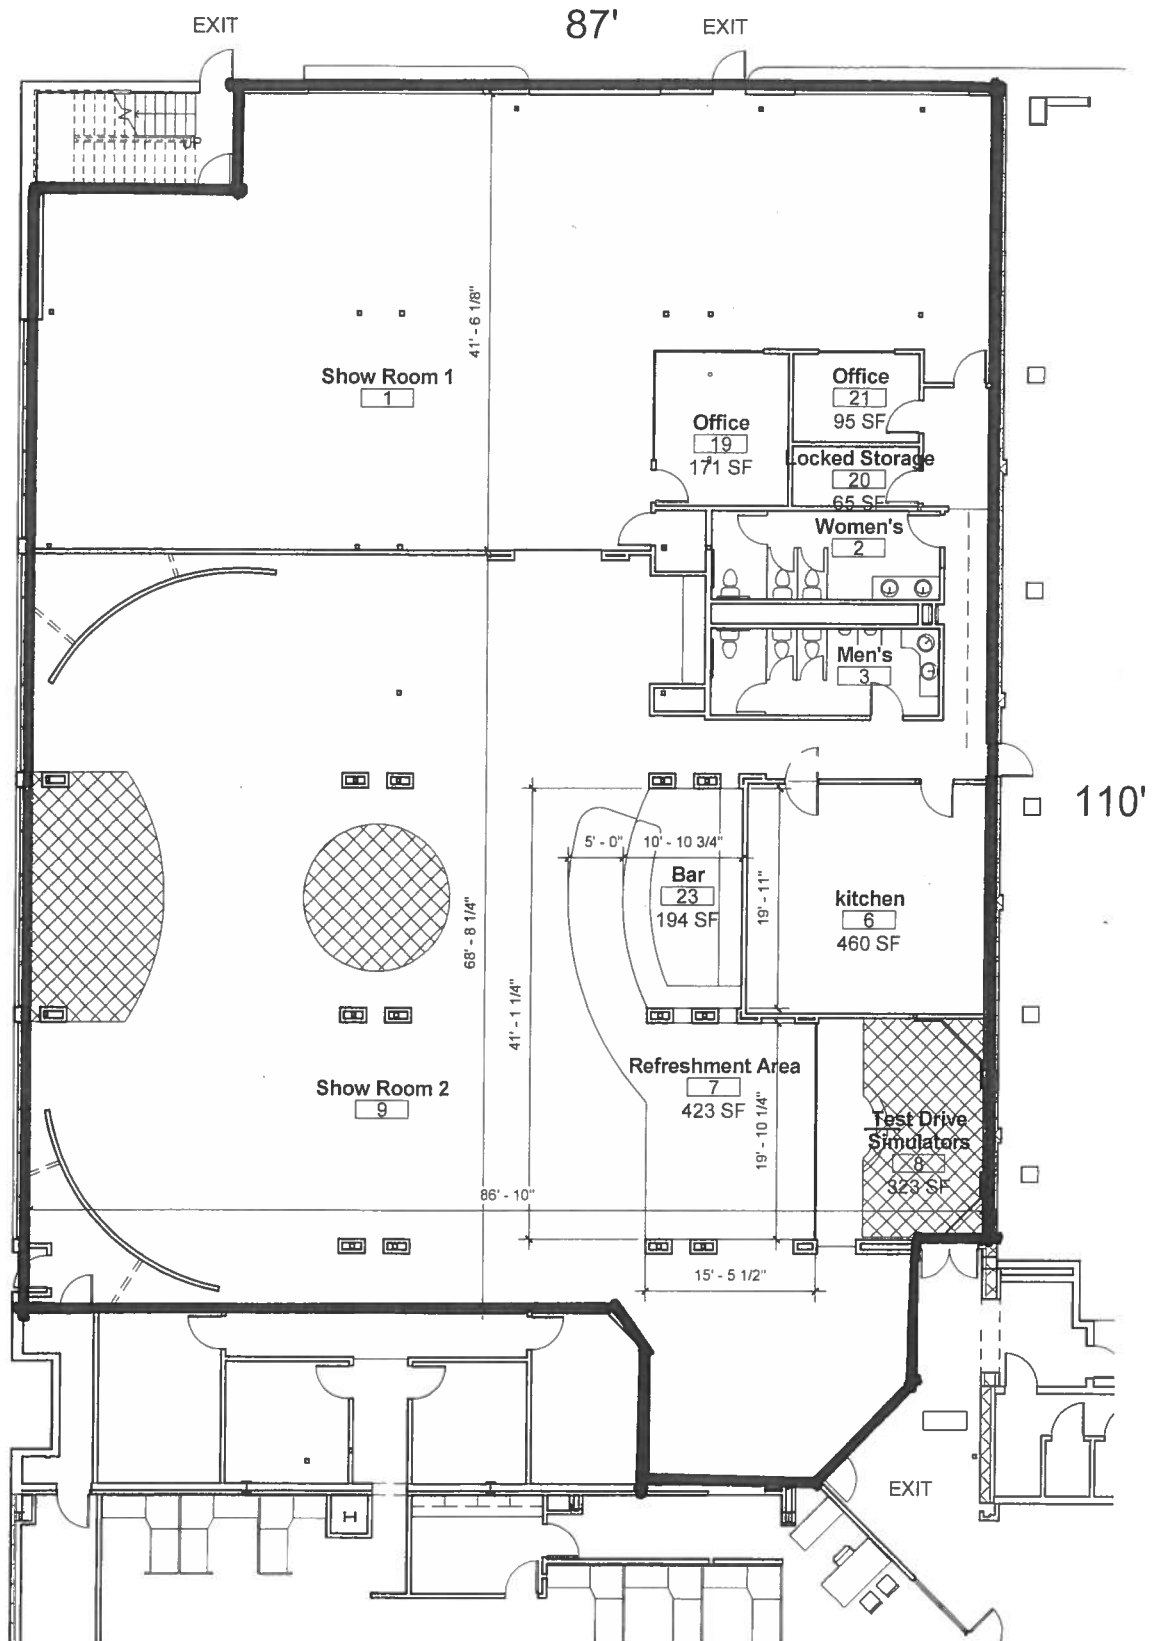 87'
EXIT
EXIT
41' - 6 1/8"
Show Room 1
1
Office
21
95 SF
Office
19
171 SF
Locked Storage
20
65 SF
Women's
2
Men's
3
110'
5' - 0"
10' - 10 3/4"
Bar
23
194 SF
19' - 11"
kitchen
6
460 SF
68' - 8 1/4"
41' - 1 1/4"
Refreshment Area
7
423 SF
Show Room 2
9
19' - 10 1/4"
Test Drive
Simulators
8
323 SF
86' - 10"
15' - 5 1/2"
EXIT